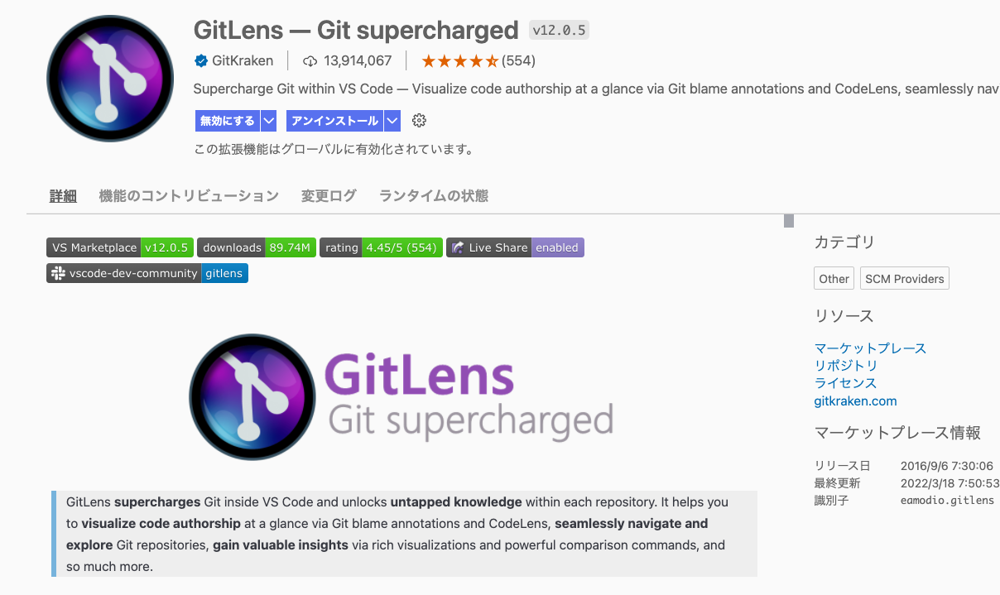 GitLens — Git supercharged v12.0.5
GitKraken 13,914,067 (554)
Supercharge Git within VS Code — Visualize code authorship at a glance via Git blame annotations and CodeLens, seamlessly nav
無効にする アンインストール
この拡張機能はグローバルに有効化されています。
詳細 機能のコントリビューション 変更ログ ランタイムの状態
VS Marketplace v12.0.5 downloads 89.74M rating 4.45/5 (554) Live Share enabled
vscode-dev-community gitlens
GitLens
Git supercharged
GitLens supercharges Git inside VS Code and unlocks untapped knowledge within each repository. It helps you
to visualize code authorship at a glance via Git blame annotations and CodeLens, seamlessly navigate and
explore Git repositories, gain valuable insights via rich visualizations and powerful comparison commands, and
so much more.
カテゴリ
Other SCM Providers
リソース
マーケットプレース
リポジトリ
ライセンス
gitkraken.com
マーケットプレース情報
リリース日 2016/9/6 7:30:06
最終更新 2022/3/18 7:50:53
識別子 eamodio.gitlens